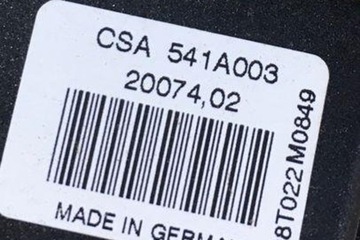 CSA 541A003
20074,02
MADE IN GERMA
8T022M0849